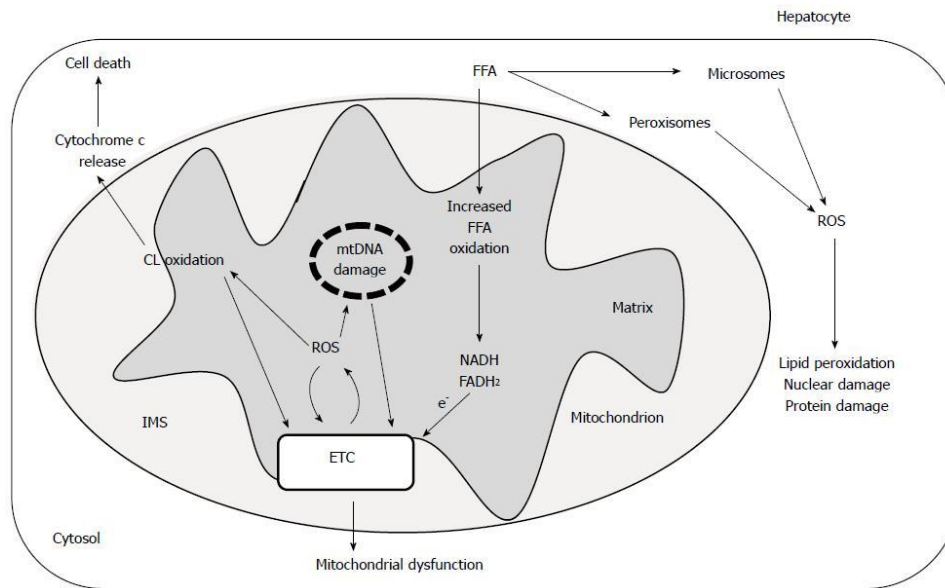 Hepatocyte
Cell death
FFA
Microsomes
Peroxisomes
Cytochrome c
release
Increased
FFA
oxidation
ROS
mtDNA
damage
CL oxidation
Matrix
ROS
NADH
FADH₂
Lipid peroxidation
Nuclear damage
Protein damage
e⁻
IMS
Mitochondrion
ETC
Cytosol
Mitochondrial dysfunction